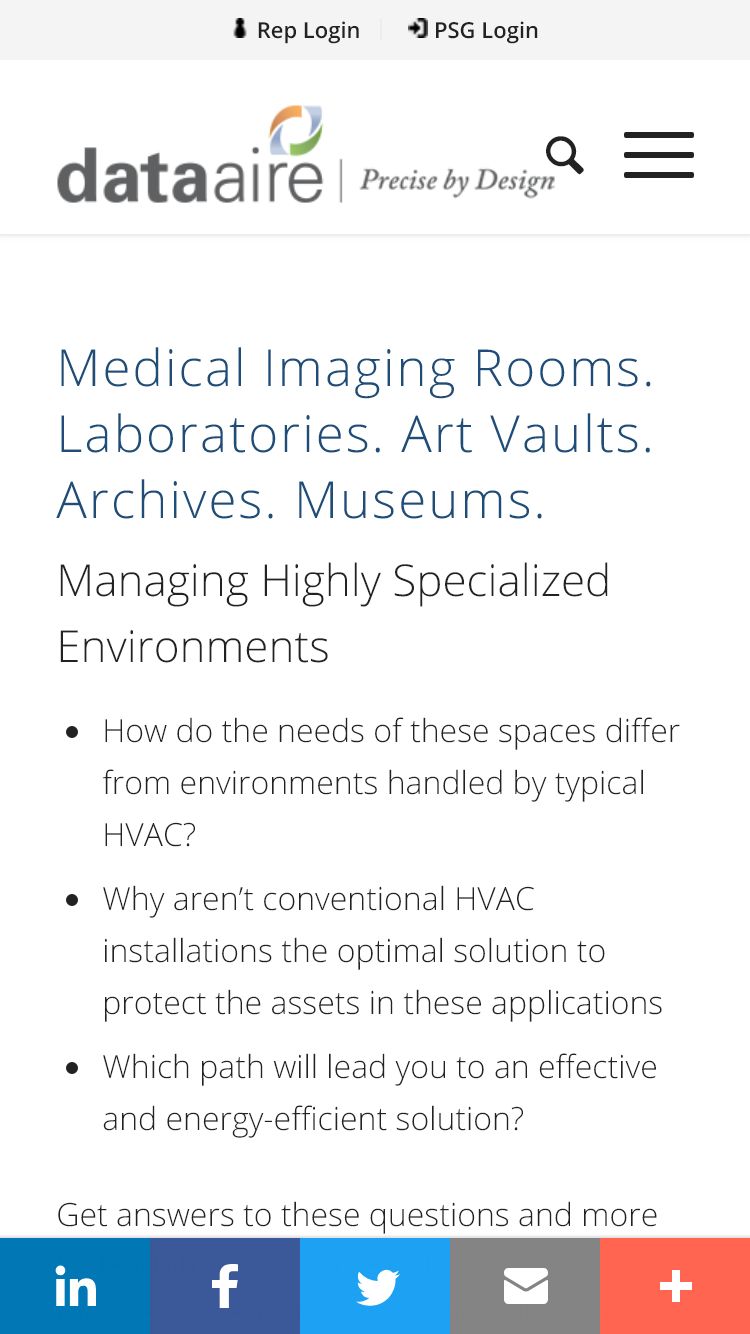 Rep Login
PSG Login
dataaire | Precise by Design
Medical Imaging Rooms.
Laboratories. Art Vaults.
Archives. Museums.
Managing Highly Specialized
Environments
• How do the needs of these spaces differ
from environments handled by typical
HVAC?
• Why aren’t conventional HVAC
installations the optimal solution to
protect the assets in these applications
• Which path will lead you to an effective
and energy-efficient solution?
Get answers to these questions and more
in
f